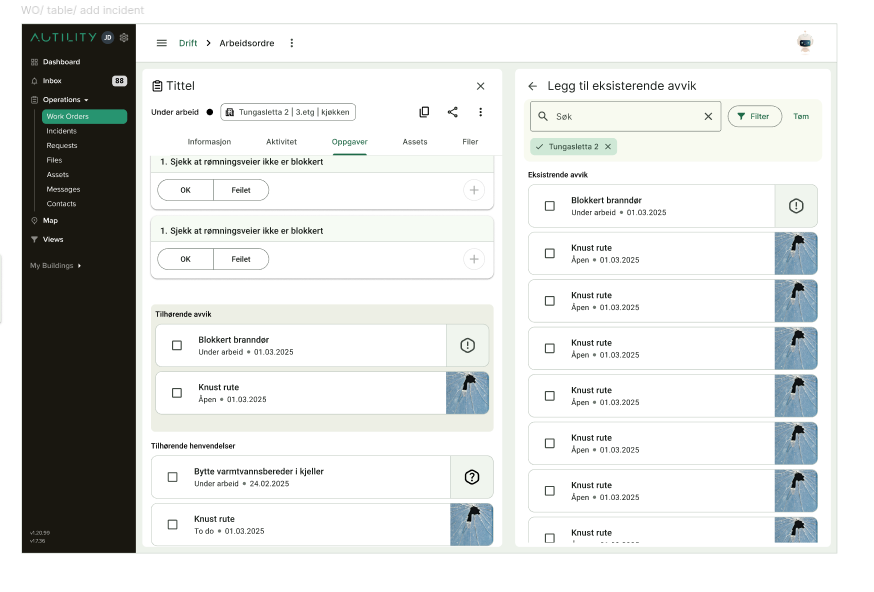 WO/ table/ add incident
AUTILITY JD
Dashboard
Inbox 88
Operations
Work Orders
Incidents
Requests
Files
Assets
Messages
Contacts
Map
Views
My Buildings
v1.20.99
v1.7.36
Drift > Arbeidsordre
Tittel
Under arbeid Tungasletta 2 | 3.etg | kjøkken
Informasjon Aktivitet Oppgaver Assets Filer
1. Sjekk at rømningsveier ikke er blokkert
OK Feilet
1. Sjekk at rømningsveier ikke er blokkert
OK Feilet
Tilhørende avvik
Blokkert branndør
Under arbeid • 01.03.2025
Knust rute
Åpen • 01.03.2025
Tilhørende henvendelser
Bytte varmtvannsbereder i kjeller
Under arbeid • 24.02.2025
Knust rute
To do • 01.03.2025
Legg til eksisterende avvik
Søk Filter Tøm
Tungasletta 2
Eksistrende avvik
Blokkert branndør
Under arbeid • 01.03.2025
Knust rute
Åpen • 01.03.2025
Knust rute
Åpen • 01.03.2025
Knust rute
Åpen • 01.03.2025
Knust rute
Åpen • 01.03.2025
Knust rute
Åpen • 01.03.2025
Knust rute
Åpen • 01.03.2025
Knust rute